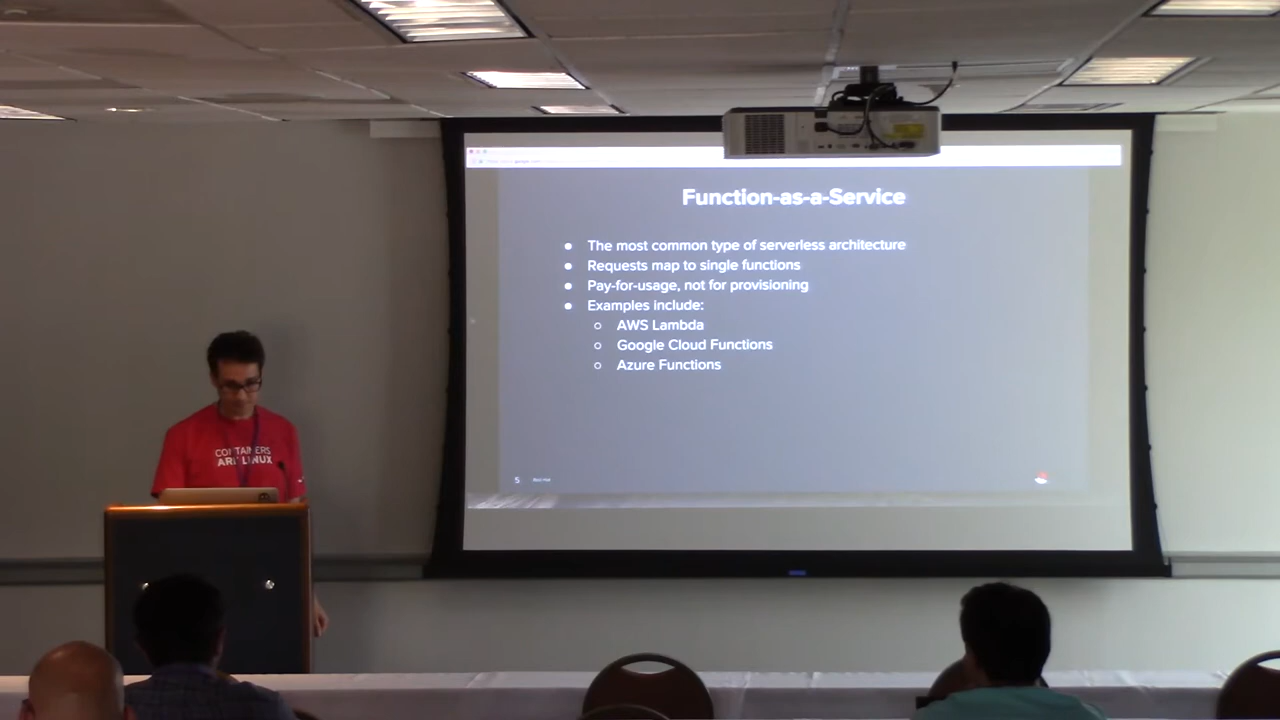 Function-as-a-Service
The most common type of serverless architecture
Requests map to single functions
Pay-for-usage, not for provisioning
Examples include:
AWS Lambda
Google Cloud Functions
Azure Functions
5
CONTAINERS
ARE LINUX